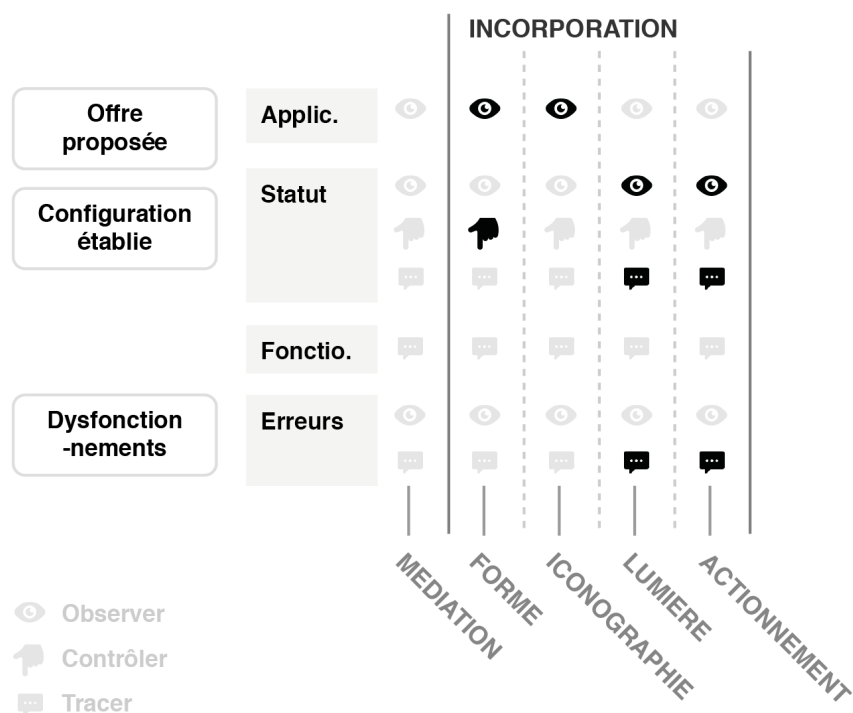 INCORPORATION
Offre
proposée
Applic.
Configuration
établie
Statut
Fonctio.
Dysfonction
-nements
Erreurs
MEDIATION
FORME
ICONOGRAPHIE
LUMIERE
ACTIONNEMENT
Observer
Contrôler
Tracer